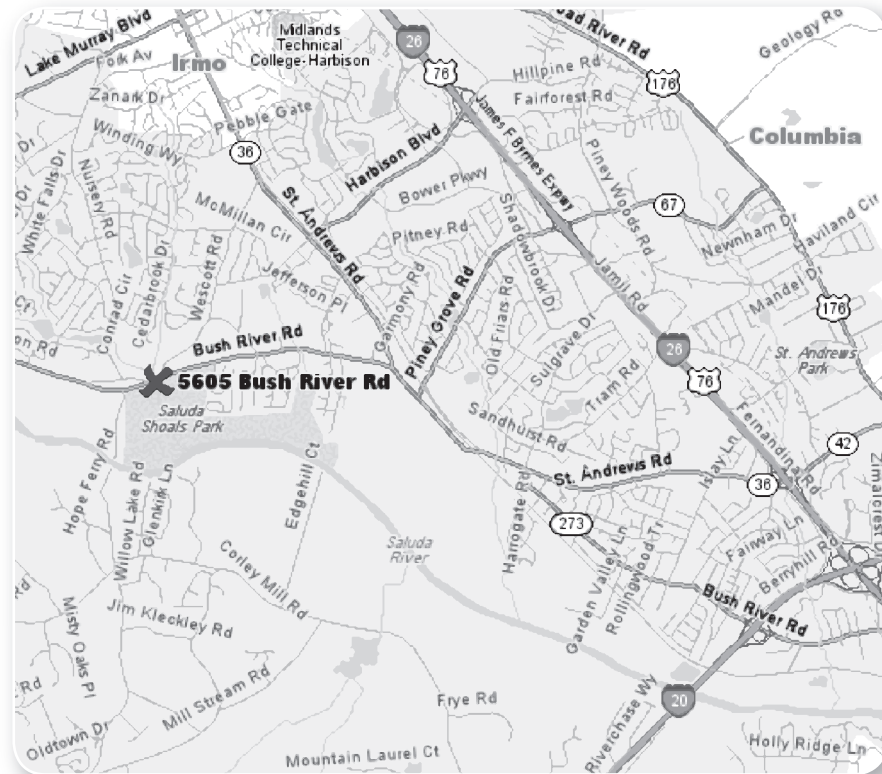 Lake Murray Blvd
Fork Av
Irmo
Midlands
Technical
College-Harbison
26
76
Broad River Rd
176
Geology Rd
Hillpine Rd
Fairforest Rd
Zanark Dr
Pebble Gate
Winding Wy
36
Harbison Blvd
James F Byrnes Expwy
Columbia
White Falls Dr
Nursery Rd
McMillan Cir
St. Andrews Rd
Bower Pkwy
Piney Woods Rd
67
Pitney Rd
Shadowbrook Dr
Newnham Dr
Haviland Cir
Conrad Cir
Cedarbrook Dr
Wescott Rd
Jefferson Pl
Garmony Rd
Piney Grove Rd
Old Friars Rd
Jamil Rd
Mandel Dr
176
Bush River Rd
Sulgrave Dr
26
St. Andrews
Park
5605 Bush River Rd
Tram Rd
76
Saluda
Shoals Park
Sandhurst Rd
Fernandina Rd
42
Hope Ferry Rd
Willow Lake Rd
Glenkirk Ln
Edgehill Ct
Harrogate Rd
St. Andrews Rd
Islay Ln
36
Zimalcrest Dr
273
Saluda
River
Fairway Ln
Berryhill Rd
Corley Mill Rd
Garden Valley Ln
Rollingwood Tr
Bush River Rd
Misty Oaks Pl
Jim Kleckley Rd
Mill Stream Rd
Oldtown Dr
Frye Rd
Riverchase Wy
20
Mountain Laurel Ct
Holly Ridge Ln